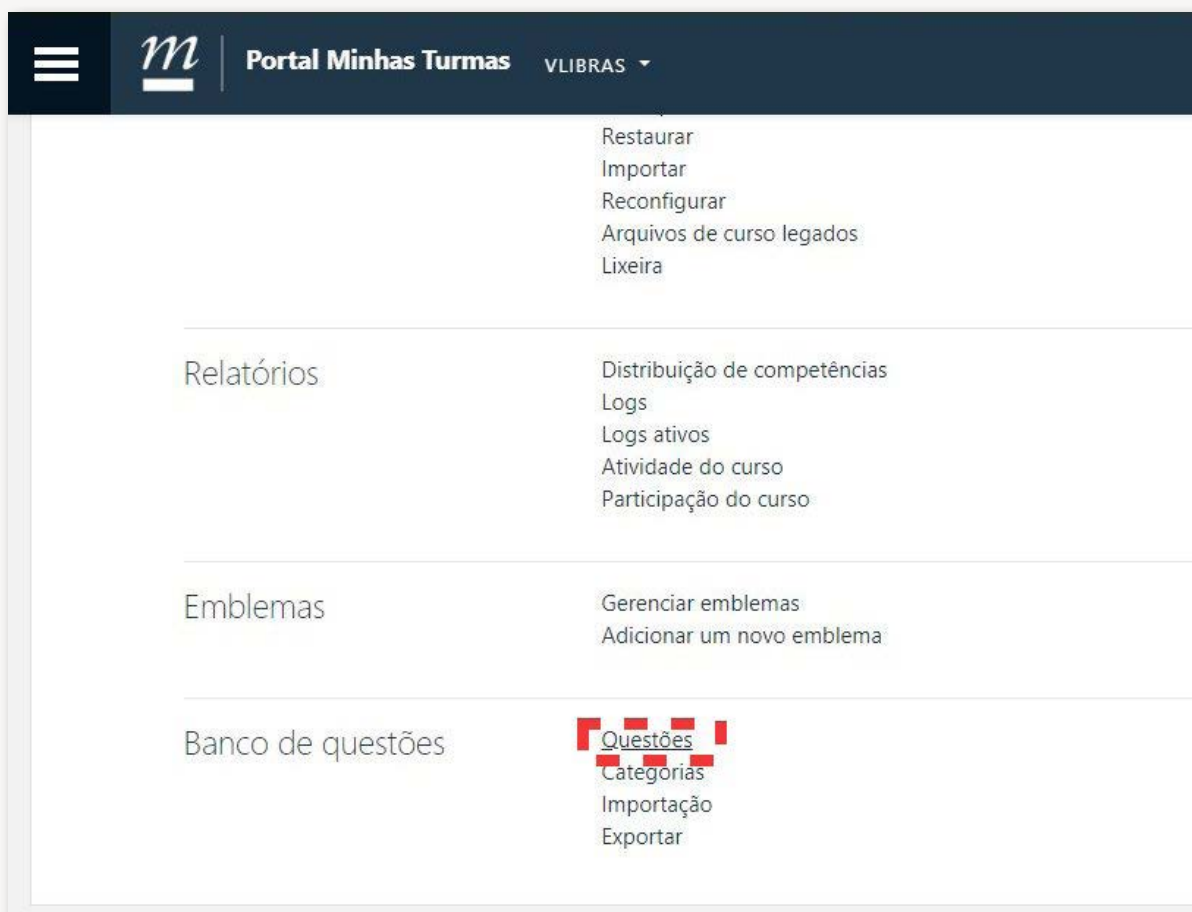 m
Portal Minhas Turmas
VLIBRAS
Restaurar
Importar
Reconfigurar
Arquivos de curso legados
Lixeira
Relatórios
Distribuição de competências
Logs
Logs ativos
Atividade do curso
Participação do curso
Emblemas
Gerenciar emblemas
Adicionar um novo emblema
Banco de questões
Questões
Categorias
Importação
Exportar